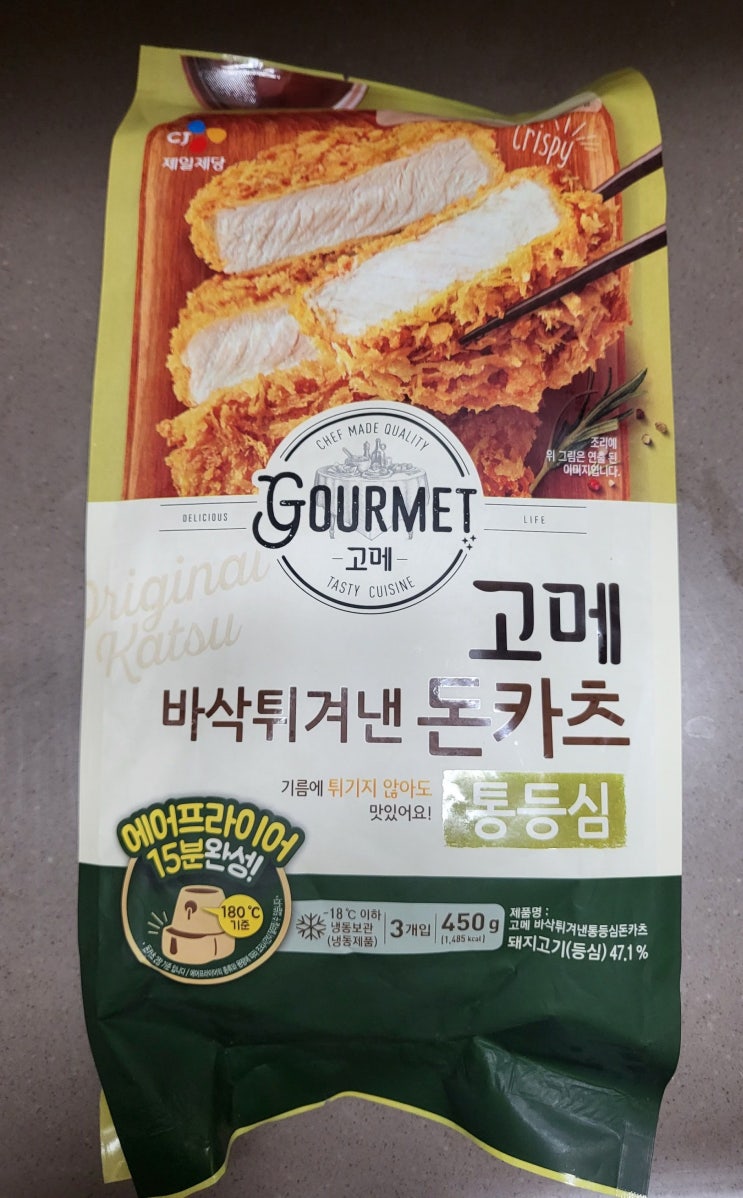 CJ
제일제당
Crispy
조리예
위 그림은 연출 된
이미지입니다.
CHEF MADE QUALITY
DELICIOUS
GOURMET
LIFE
고메
TASTY CUISINE
Original
Katsu
고메
바삭튀겨낸 돈카츠
기름에 튀기지 않아도
맛있어요!
통등심
에어프라이어
15분완성!
180℃
기준
-18℃ 이하
냉동보관
(냉동제품)
3개입
450g
(1,485 kcal)
제품명 :
고메 바삭튀겨낸통등심돈카츠
돼지고기(등심) 47.1%